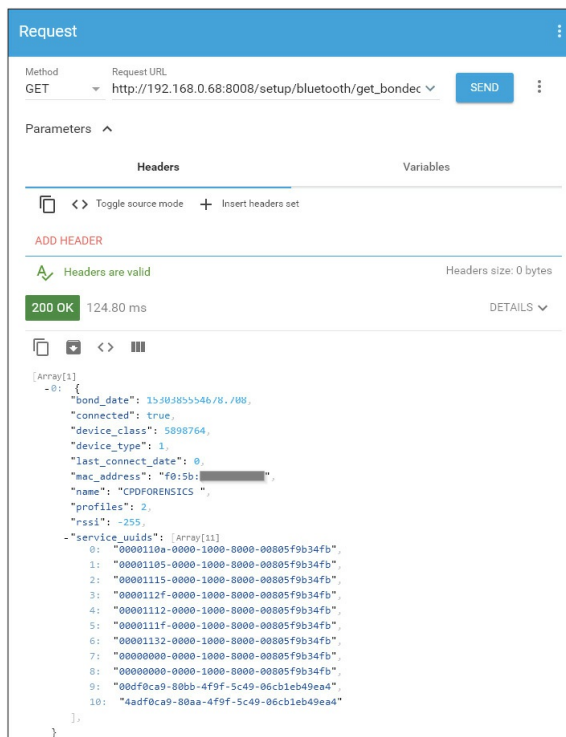 Request
Method
Request URL
GET
http://192.168.0.68:8008/setup/bluetooth/get_bondec
SEND
Parameters
Headers
Variables
Toggle source mode
Insert headers set
ADD HEADER
Headers are valid
Headers size: 0 bytes
200 OK
124.80 ms
DETAILS
[Array[1]
-0: {
"bond_date": 1530385554678.708,
"connected": true,
"device_class": 5898764,
"device_type": 1,
"last_connect_date": 0,
"mac_address": "f0:5b: ",
"name": "CPDFORENSICS ",
"profiles": 2,
"rssi": -255,
-"service_uuids": [Array[11]
0: "0000110a-0000-1000-8000-00805f9b34fb",
1: "00001105-0000-1000-8000-00805f9b34fb",
2: "00001115-0000-1000-8000-00805f9b34fb",
3: "0000112f-0000-1000-8000-00805f9b34fb",
4: "00001112-0000-1000-8000-00805f9b34fb",
5: "0000111f-0000-1000-8000-00805f9b34fb",
6: "00001132-0000-1000-8000-00805f9b34fb",
7: "00000000-0000-1000-8000-00805f9b34fb",
8: "00000000-0000-1000-8000-00805f9b34fb",
9: "00df0ca9-80bb-4f9f-5c49-06cb1eb49ea4",
10: "4adf0ca9-80aa-4f9f-5c49-06cb1eb49ea4"
],
}